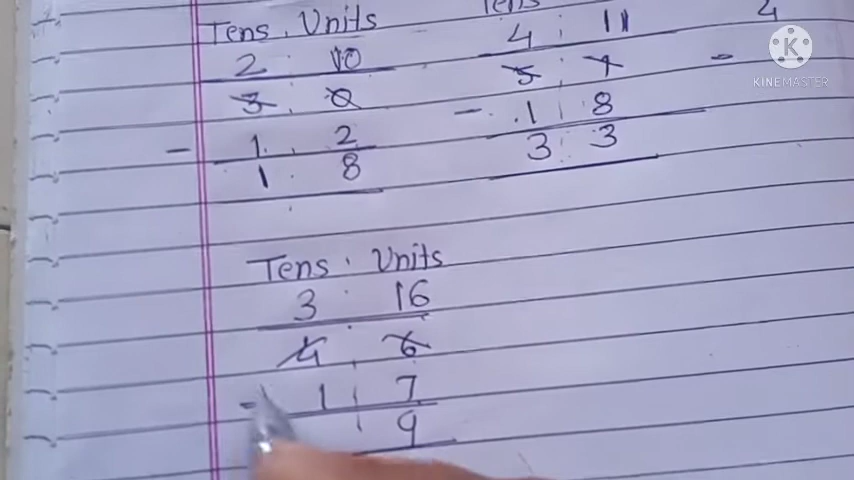 Tens . Units
2 10
3 . 0
- 1 . 2
1 . 8
4 11
5 1
- 1 8
3 3
4
-
K
KINEMASTER
Tens . Units
3 16
4 6
- 1 7
9